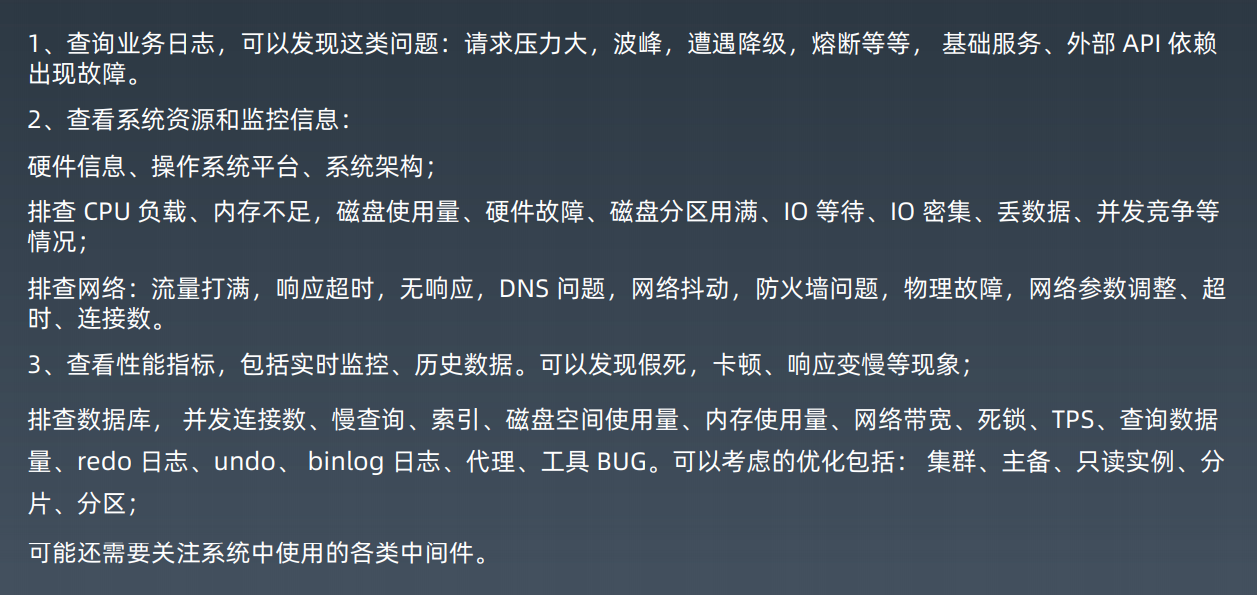 1、查询业务日志，可以发现这类问题：请求压力大，波峰，遭遇降级，熔断等等， 基础服务、外部 API 依赖
出现故障。
2、查看系统资源和监控信息：
硬件信息、操作系统平台、系统架构；
排查 CPU 负载、内存不足，磁盘使用量、硬件故障、磁盘分区用满、IO 等待、IO 密集、丢数据、并发竞争等
情况；
排查网络：流量打满，响应超时，无响应，DNS 问题，网络抖动，防火墙问题，物理故障，网络参数调整、超
时、连接数。
3、查看性能指标，包括实时监控、历史数据。可以发现假死，卡顿、响应变慢等现象；
排查数据库， 并发连接数、慢查询、索引、磁盘空间使用量、内存使用量、网络带宽、死锁、TPS、查询数据
量、redo 日志、undo、 binlog 日志、代理、工具 BUG。可以考虑的优化包括： 集群、主备、只读实例、分
片、分区；
可能还需要关注系统中使用的各类中间件。